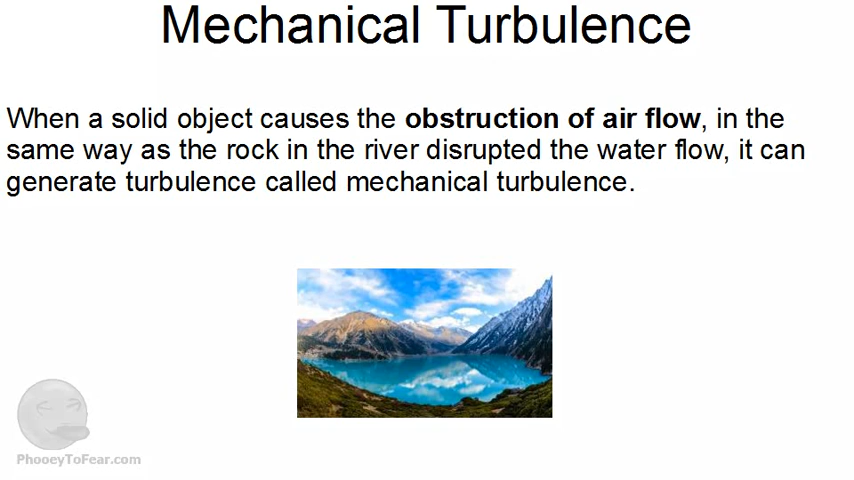 Mechanical Turbulence
When a solid object causes the obstruction of air flow, in the
same way as the rock in the river disrupted the water flow, it can
generate turbulence called mechanical turbulence.
PhooeyToFear.com